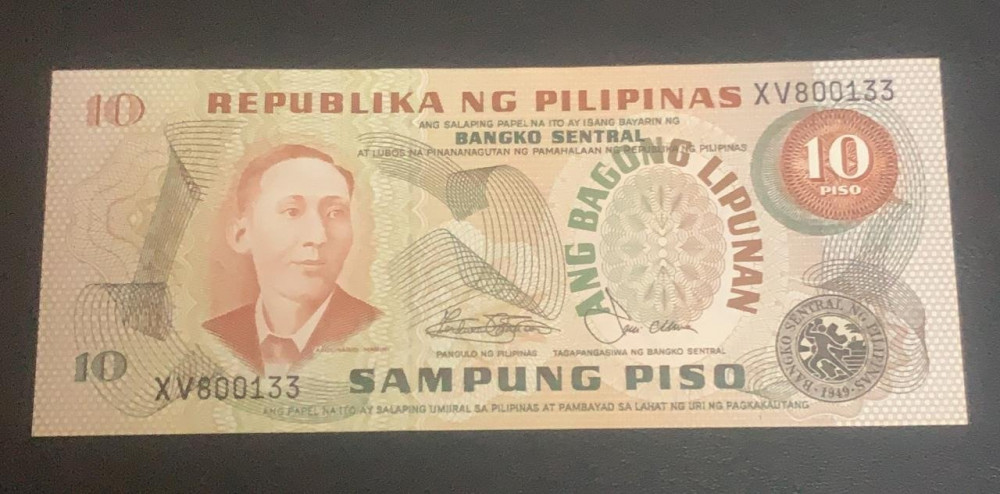 10
REPUBLIKA NG PILIPINAS XV800133
ANG SALAPING PAPEL NA ITO AY IBANG BAYARIN NG
BANGKO SENTRAL
AT LUBOS NA PINANANAGUTAN NG PAMAHALAAN NG REPUBLIKA NG PILIPINAS
10
PISO
ANG BAGONG LIPUNAN
PANGULO NG PILIPINAS TAGAPANGASIWA NG BANGKO SENTRAL
BANGKO SENTRAL NG PILIPINAS
1949
10
XV800133
SAMPUNG PISO
ANG PAPEL NA ITO AY SALAPING UMIIRAL SA PILIPINAS AT PAMBAYAD SA LAHAT NG URI NG PAGKAKAUTANG